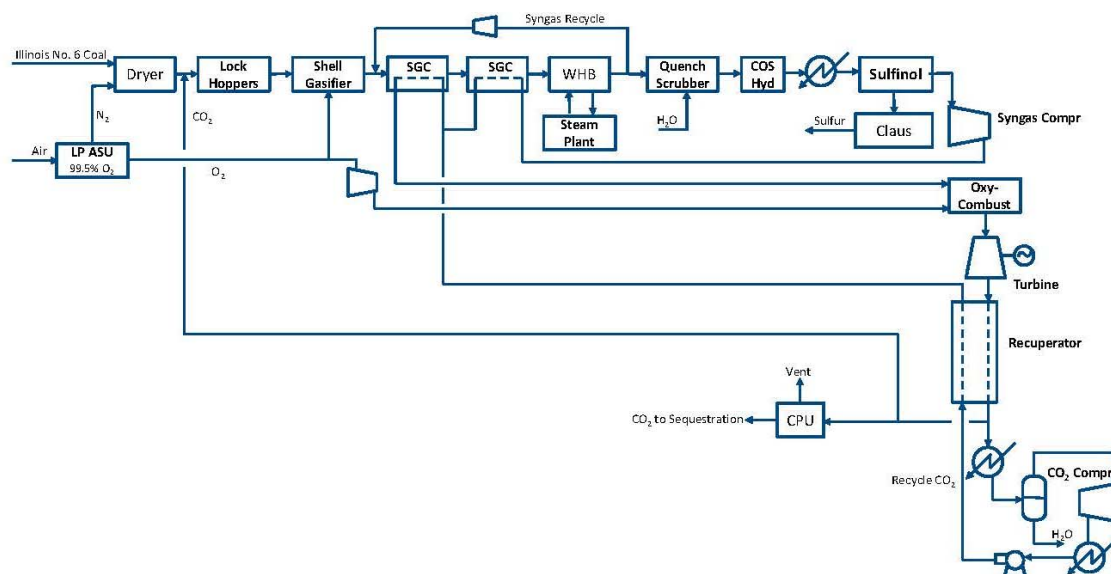 Syngas Recycle
Illinois No. 6 Coal
Dryer
Lock
Hoppers
Shell
Gasifier
SGC
SGC
WHB
Quench
Scrubber
COS
Hyd
Sulfinol
N₂
CO₂
Steam
Plant
H₂O
Sulfur
Claus
Syngas Compr
Air
LP ASU
99.5% O₂
O₂
Oxy-
Combust
Turbine
Recuperator
Vent
CO₂ to Sequestration
CPU
Recycle CO₂
CO₂ Compr
H₂O